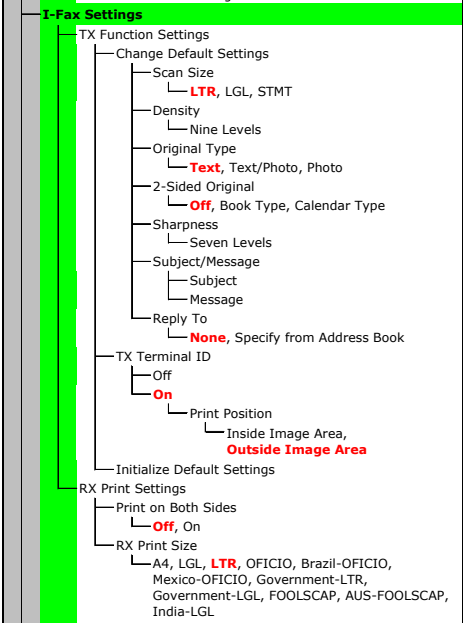 I-Fax Settings
TX Function Settings
Change Default Settings
Scan Size
LTR, LGL, STMT
Density
Nine Levels
Original Type
Text, Text/Photo, Photo
2-Sided Original
Off, Book Type, Calendar Type
Sharpness
Seven Levels
Subject/Message
Subject
Message
Reply To
None, Specify from Address Book
TX Terminal ID
Off
On
Print Position
Inside Image Area,
Outside Image Area
Initialize Default Settings
RX Print Settings
Print on Both Sides
Off, On
RX Print Size
A4, LGL, LTR, OFICIO, Brazil-OFICIO,
Mexico-OFICIO, Government-LTR,
Government-LGL, FOOLSCAP, AUS-FOOLSCAP,
India-LGL